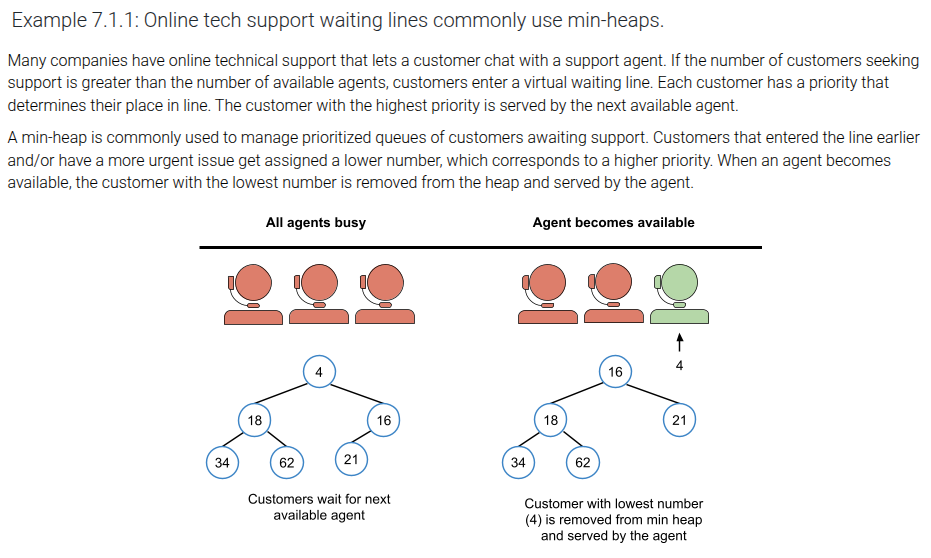 Example 7.1.1: Online tech support waiting lines commonly use min-heaps.
Many companies have online technical support that lets a customer chat with a support agent. If the number of customers seeking
support is greater than the number of available agents, customers enter a virtual waiting line. Each customer has a priority that
determines their place in line. The customer with the highest priority is served by the next available agent.
A min-heap is commonly used to manage prioritized queues of customers awaiting support. Customers that entered the line earlier
and/or have a more urgent issue get assigned a lower number, which corresponds to a higher priority. When an agent becomes
available, the customer with the lowest number is removed from the heap and served by the agent.
All agents busy
4
18
16
34
62
21
Customers wait for next
available agent
Agent becomes available
4
16
18
21
34
62
Customer with lowest number
(4) is removed from min heap
and served by the agent